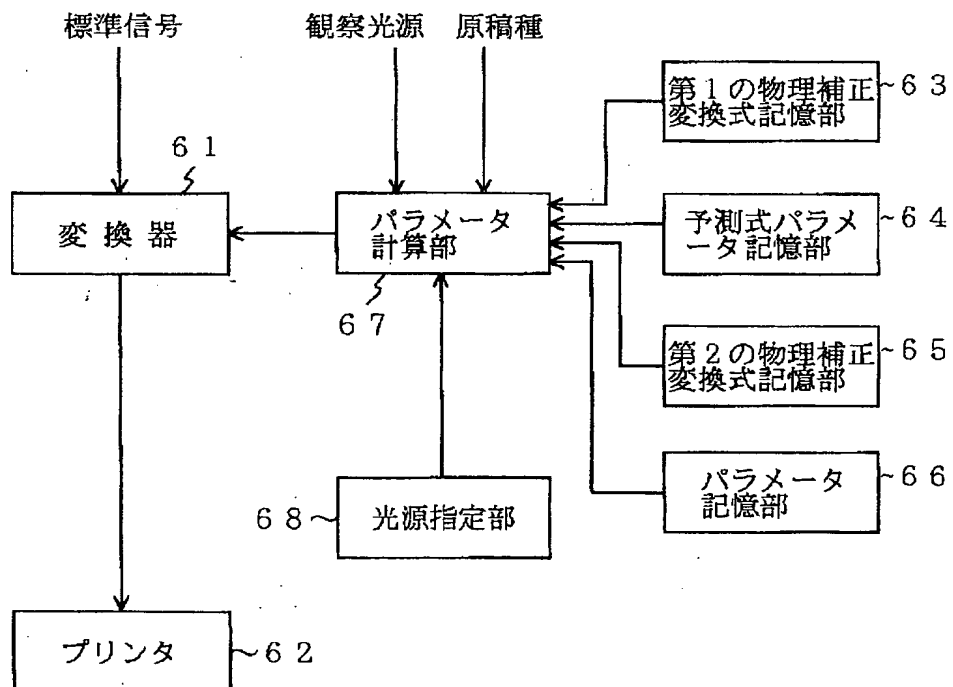 標準信号
観察光源 原稿種
第1の物理補正
変換式記憶部
63
61
変換器
パラメータ
計算部
67
予測式パラメ
ータ記憶部
64
第2の物理補正
変換式記憶部
65
パラメータ
記憶部
66
68
光源指定部
プリンタ
62